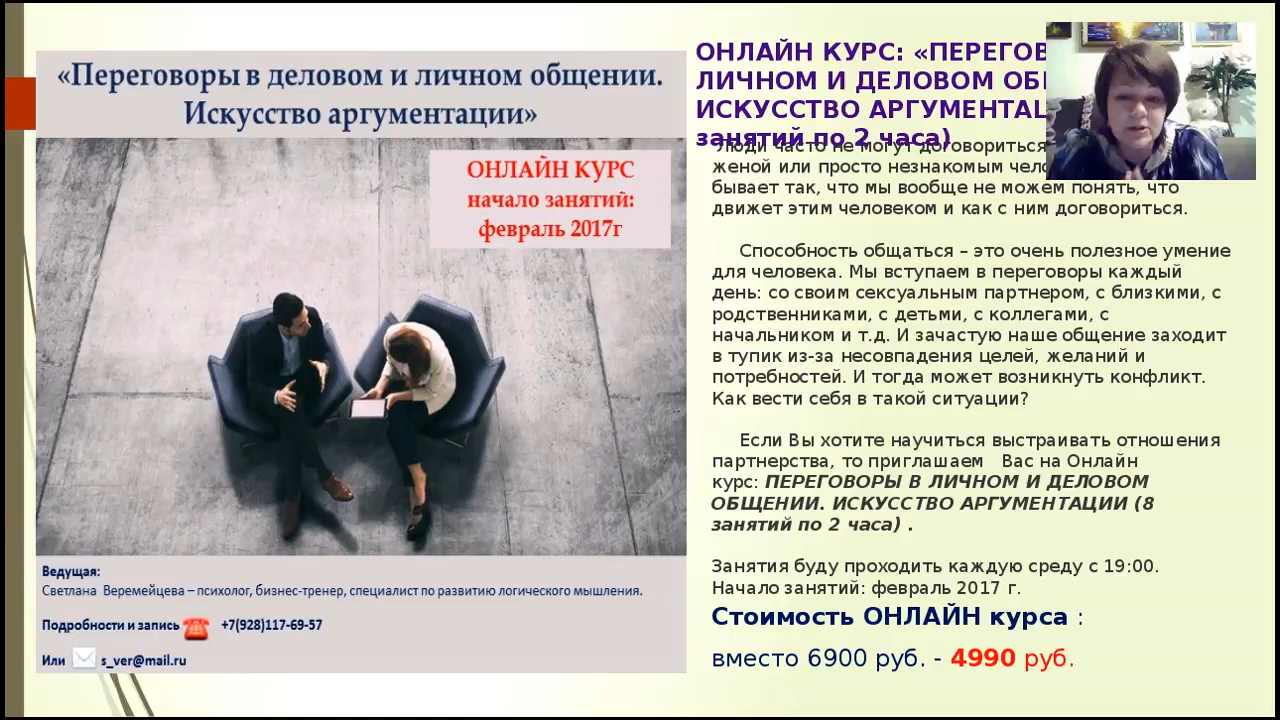 «Переговоры в деловом и личном общении.
Искусство аргументации»
ОНЛАЙН КУРС
начало занятий:
февраль 2017г
Ведущая:
Светлана Веремейцева – психолог, бизнес-тренер, специалист по развитию логического мышления.
Подробности и запись +7(928)117-69-57
Или s_ver@mail.ru
ОНЛАЙН КУРС:
ЛИЧНОМ И ДЕЛОВОМ
ИСКУССТВО
занятий по 2 часа)
Люди часто не могут договориться
женой или просто незнакомым
бывает так, что мы вообще не можем понять, что
движет этим человеком и как с ним договориться.
Способность общаться – это очень полезное умение
для человека. Мы вступаем в переговоры каждый
день: со своим сексуальным партнером, с близкими, с
родственниками, с детьми, с коллегами, с
начальником и т.д. И зачастую наше общение заходит
в тупик из-за несовпадения целей, желаний и
потребностей. И тогда может возникнуть конфликт.
Как вести себя в такой ситуации?
Если Вы хотите научиться выстраивать отношения
партнерства, то приглашаем Вас на Онлайн
курс: ПЕРЕГОВОРЫ В ЛИЧНОМ И ДЕЛОВОМ
ОБЩЕНИИ. ИСКУССТВО АРГУМЕНТАЦИИ (8
занятий по 2 часа) .
Занятия буду проходить каждую среду с 19:00.
Начало занятий: февраль 2017 г.
Стоимость ОНЛАЙН курса :
вместо 6900 руб. - 4990 руб.